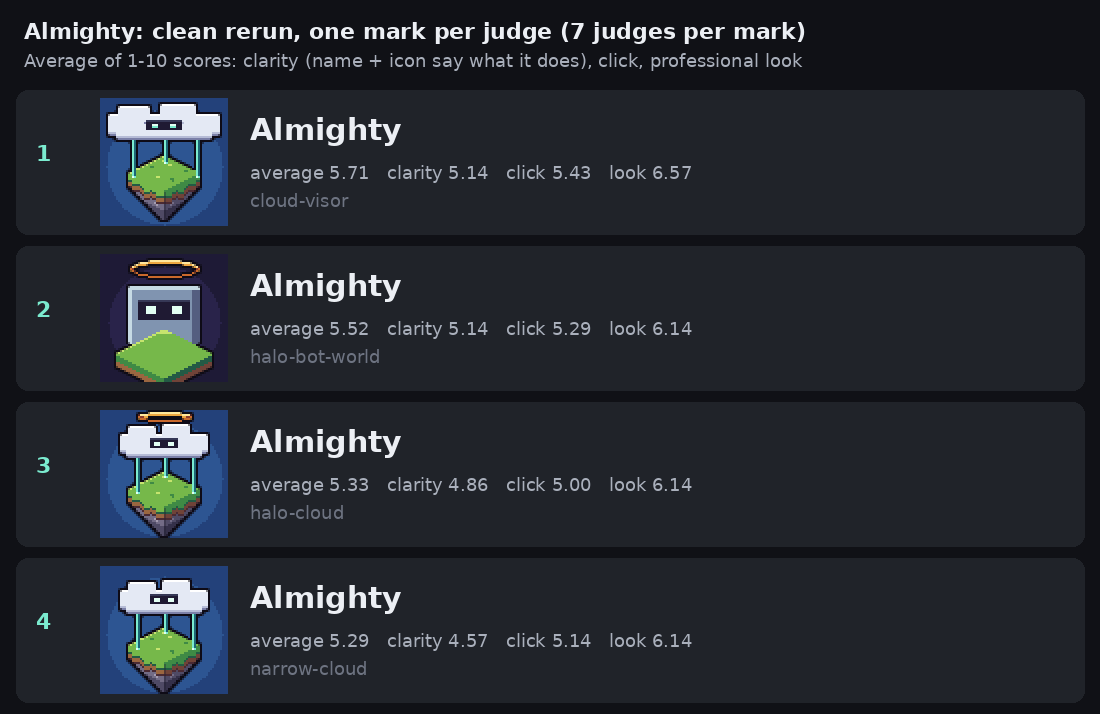 Almighty: clean rerun, one mark per judge (7 judges per mark)
Average of 1-10 scores: clarity (name + icon say what it does), click, professional look
1
Almighty
average 5.71 clarity 5.14 click 5.43 look 6.57
cloud-visor
2
Almighty
average 5.52 clarity 5.14 click 5.29 look 6.14
halo-bot-world
3
Almighty
average 5.33 clarity 4.86 click 5.00 look 6.14
halo-cloud
4
Almighty
average 5.29 clarity 4.57 click 5.14 look 6.14
narrow-cloud